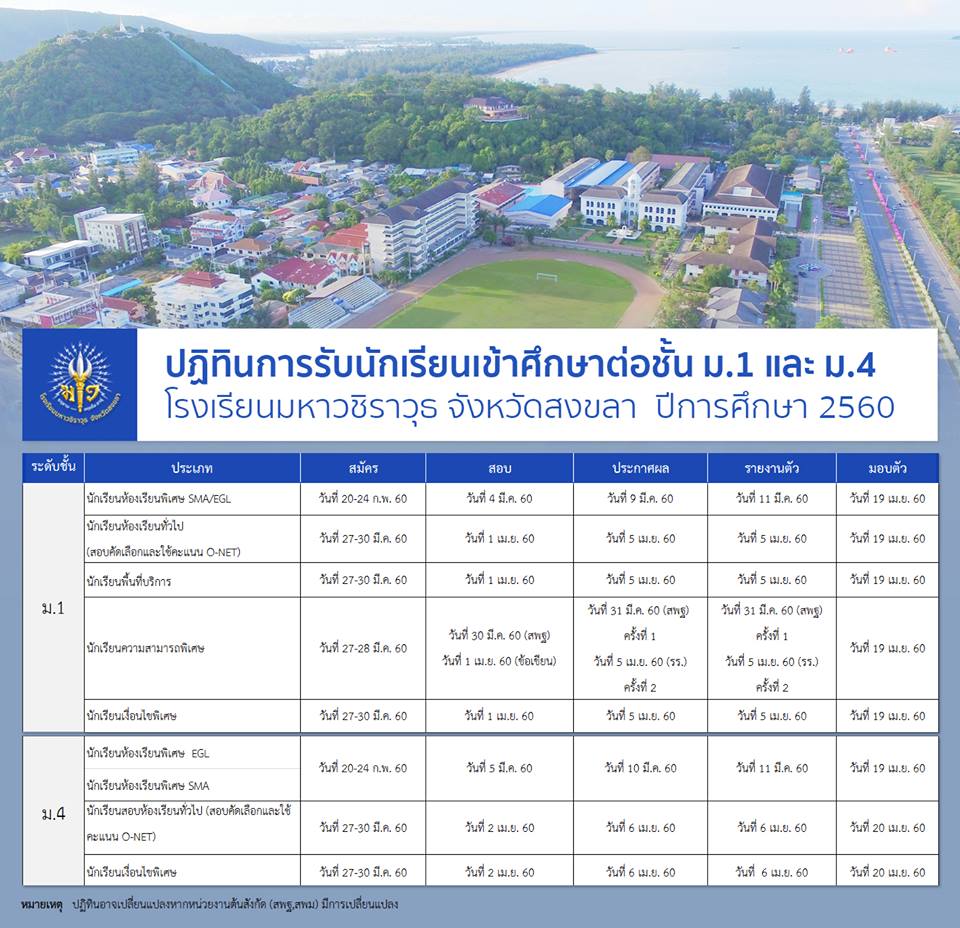 ปฏิทินการรับนักเรียนเข้าศึกษาต่อชั้น ม.1 และ ม.4
โรงเรียนมหาวชิราวุธ จังหวัดสงขลา ปีการศึกษา 2560
ม ว
โรงเรียนมหาวชิราวุธ จังหวัดสงขลา
ระดับชั้น ประเภท สมัคร สอบ ประกาศผล รายงานตัว มอบตัว
ม.1
นักเรียนห้องเรียนพิเศษ SMA/EGL วันที่ 20-24 ก.พ. 60 วันที่ 4 มี.ค. 60 วันที่ 9 มี.ค. 60 วันที่ 11 มี.ค. 60 วันที่ 19 เม.ย. 60
นักเรียนห้องเรียนทั่วไป
(สอบคัดเลือกและใช้คะแนน O-NET) วันที่ 27-30 มี.ค. 60 วันที่ 1 เม.ย. 60 วันที่ 5 เม.ย. 60 วันที่ 5 เม.ย. 60 วันที่ 19 เม.ย. 60
นักเรียนพื้นที่บริการ วันที่ 27-30 มี.ค. 60 วันที่ 1 เม.ย. 60 วันที่ 5 เม.ย. 60 วันที่ 5 เม.ย. 60 วันที่ 19 เม.ย. 60
นักเรียนความสามารถพิเศษ วันที่ 27-28 มี.ค. 60
วันที่ 30 มี.ค. 60 (สพฐ)
วันที่ 1 เม.ย. 60 (ข้อเขียน)
วันที่ 31 มี.ค. 60 (สพฐ)
ครั้งที่ 1
วันที่ 5 เม.ย. 60 (รร.)
ครั้งที่ 2
วันที่ 31 มี.ค. 60 (สพฐ)
ครั้งที่ 1
วันที่ 5 เม.ย. 60 (รร.)
ครั้งที่ 2
วันที่ 19 เม.ย. 60
นักเรียนเงื่อนไขพิเศษ วันที่ 27-30 มี.ค. 60 วันที่ 1 เม.ย. 60 วันที่ 5 เม.ย. 60 วันที่ 5 เม.ย. 60 วันที่ 19 เม.ย. 60
ม.4
นักเรียนห้องเรียนพิเศษ EGL
นักเรียนห้องเรียนพิเศษ SMA
วันที่ 20-24 ก.พ. 60 วันที่ 5 มี.ค. 60 วันที่ 10 มี.ค. 60 วันที่ 11 มี.ค. 60 วันที่ 19 เม.ย. 60
นักเรียนสอบห้องเรียนทั่วไป (สอบคัดเลือกและใช้
คะแนน O-NET) วันที่ 27-30 มี.ค. 60 วันที่ 2 เม.ย. 60 วันที่ 6 เม.ย. 60 วันที่ 6 เม.ย. 60 วันที่ 20 เม.ย. 60
นักเรียนเงื่อนไขพิเศษ วันที่ 27-30 มี.ค. 60 วันที่ 2 เม.ย. 60 วันที่ 6 เม.ย. 60 วันที่ 6 เม.ย. 60 วันที่ 20 เม.ย. 60
หมายเหตุ ปฏิทินอาจเปลี่ยนแปลงหากหน่วยงานต้นสังกัด (สพฐ,สพม) มีการเปลี่ยนแปลง